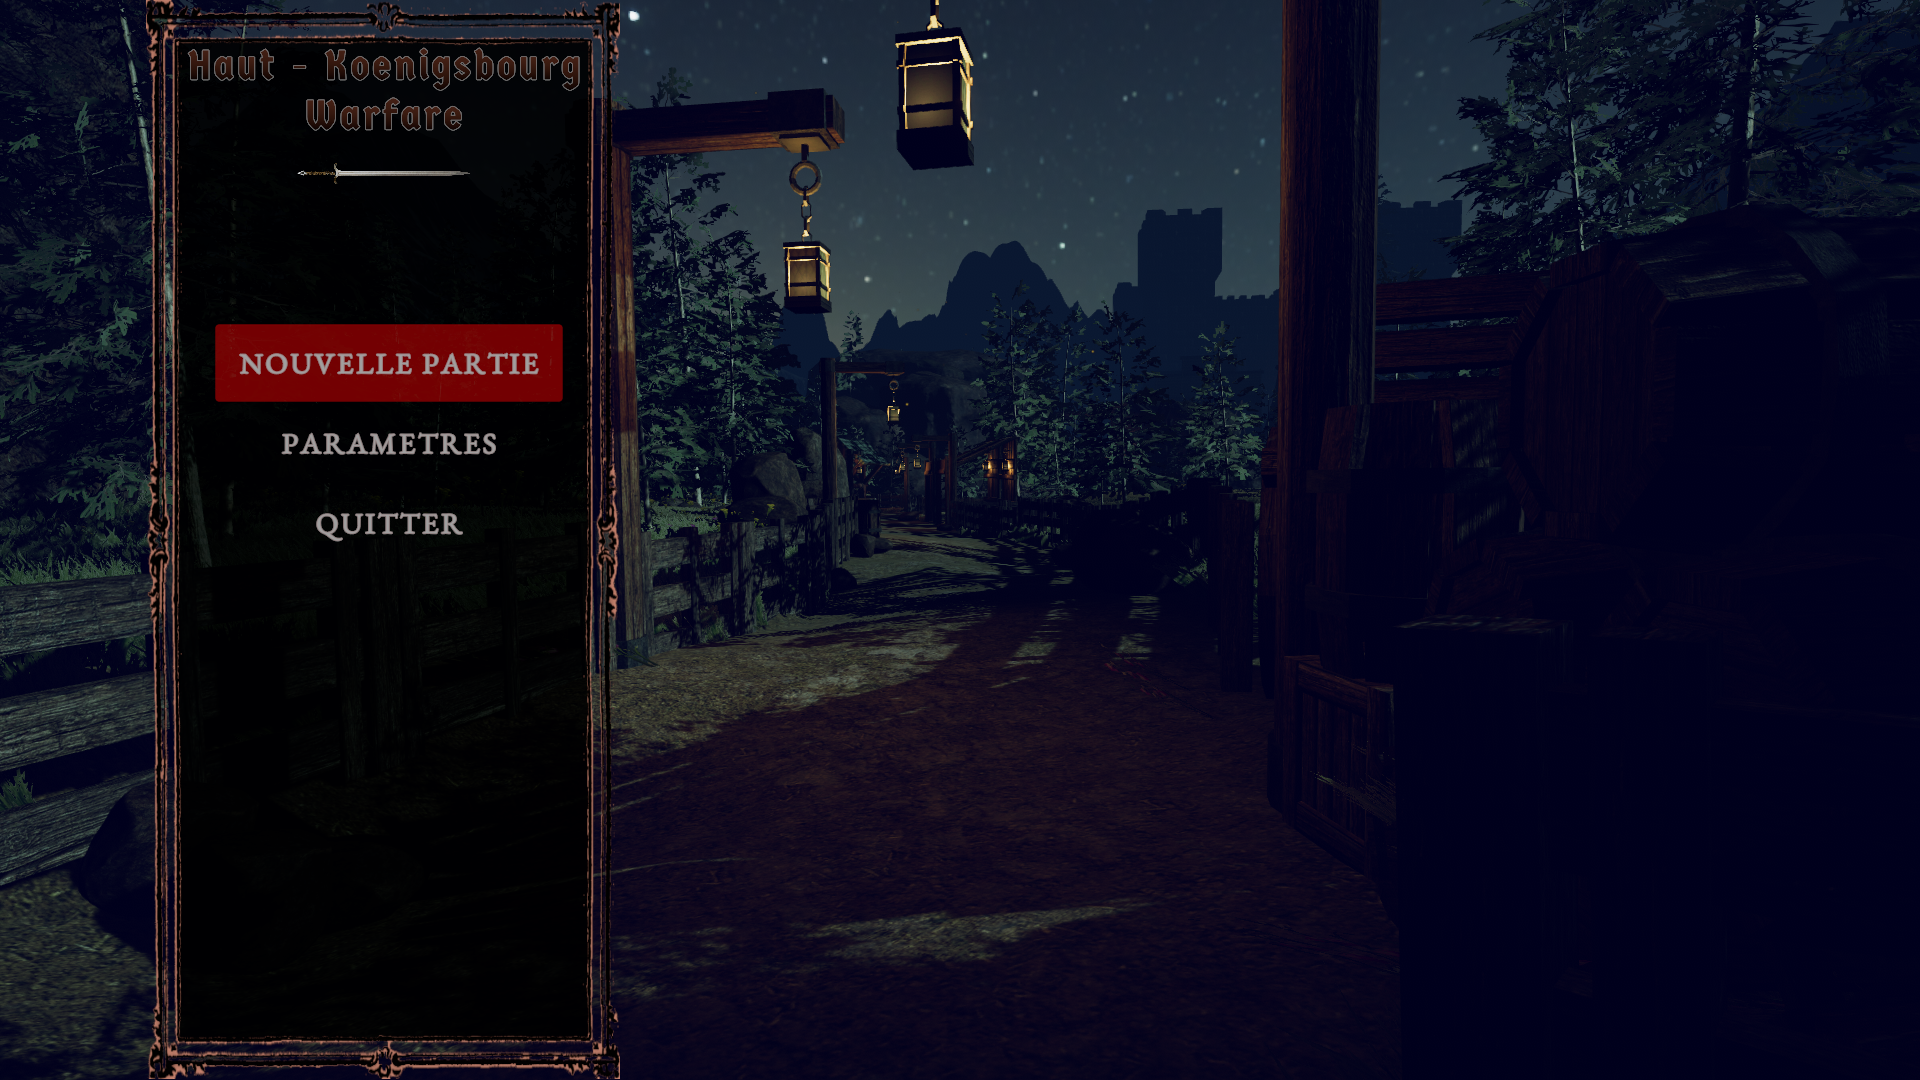 Haut - Koenigsbourg
Warfare
NOUVELLE PARTIE
PARAMETRES
QUITTER